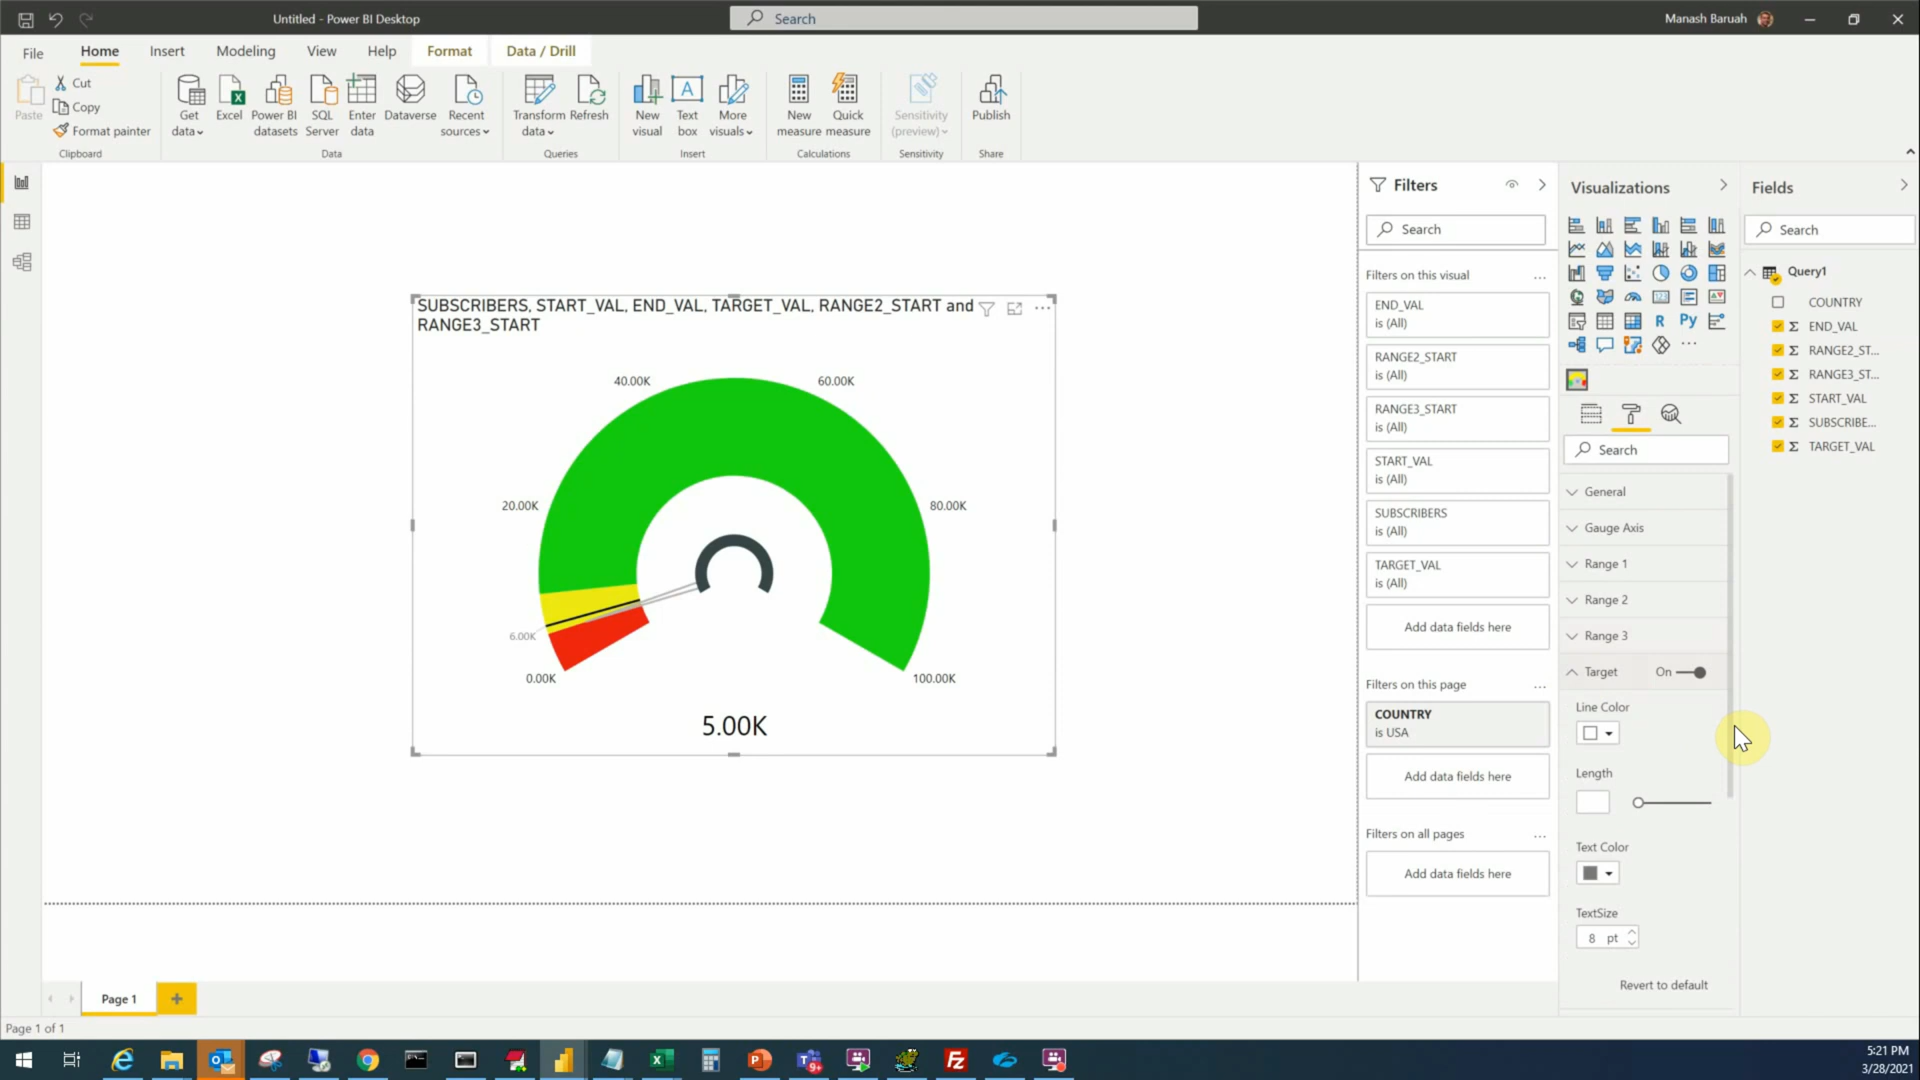 Untitled - Power BI Desktop
Search
Manash Baruah
File
Home
Insert
Modeling
View
Help
Format
Data / Drill
Paste
Cut
Copy
Format painter
Clipboard
Get data
Excel
Power BI datasets
SQL Server
Enter data
Dataverse
Recent sources
Data
Transform data
Refresh
Queries
New visual
Text box
More visuals
Insert
New measure
Quick measure
Calculations
Sensitivity (preview)
Sensitivity
Publish
Share
SUBSCRIBERS, START_VAL, END_VAL, TARGET_VAL, RANGE2_START and
RANGE3_START
40.00K
60.00K
20.00K
80.00K
6.00K
0.00K
100.00K
5.00K
Filters
Search
Filters on this visual
...
END_VAL
is (All)
RANGE2_START
is (All)
RANGE3_START
is (All)
START_VAL
is (All)
SUBSCRIBERS
is (All)
TARGET_VAL
is (All)
Add data fields here
Filters on this page
...
COUNTRY
is USA
Add data fields here
Filters on all pages
...
Add data fields here
Visualizations
R
Py
123
...
Search
General
Gauge Axis
Range 1
Range 2
Range 3
Target
On
Line Color
Length
Text Color
TextSize
8 pt
Revert to default
Fields
Search
Query1
COUNTRY
Σ END_VAL
Σ RANGE2_ST...
Σ RANGE3_ST...
Σ START_VAL
Σ SUBSCRIBE...
Σ TARGET_VAL
Page 1
+
Page 1 of 1
5:21 PM
3/28/2021